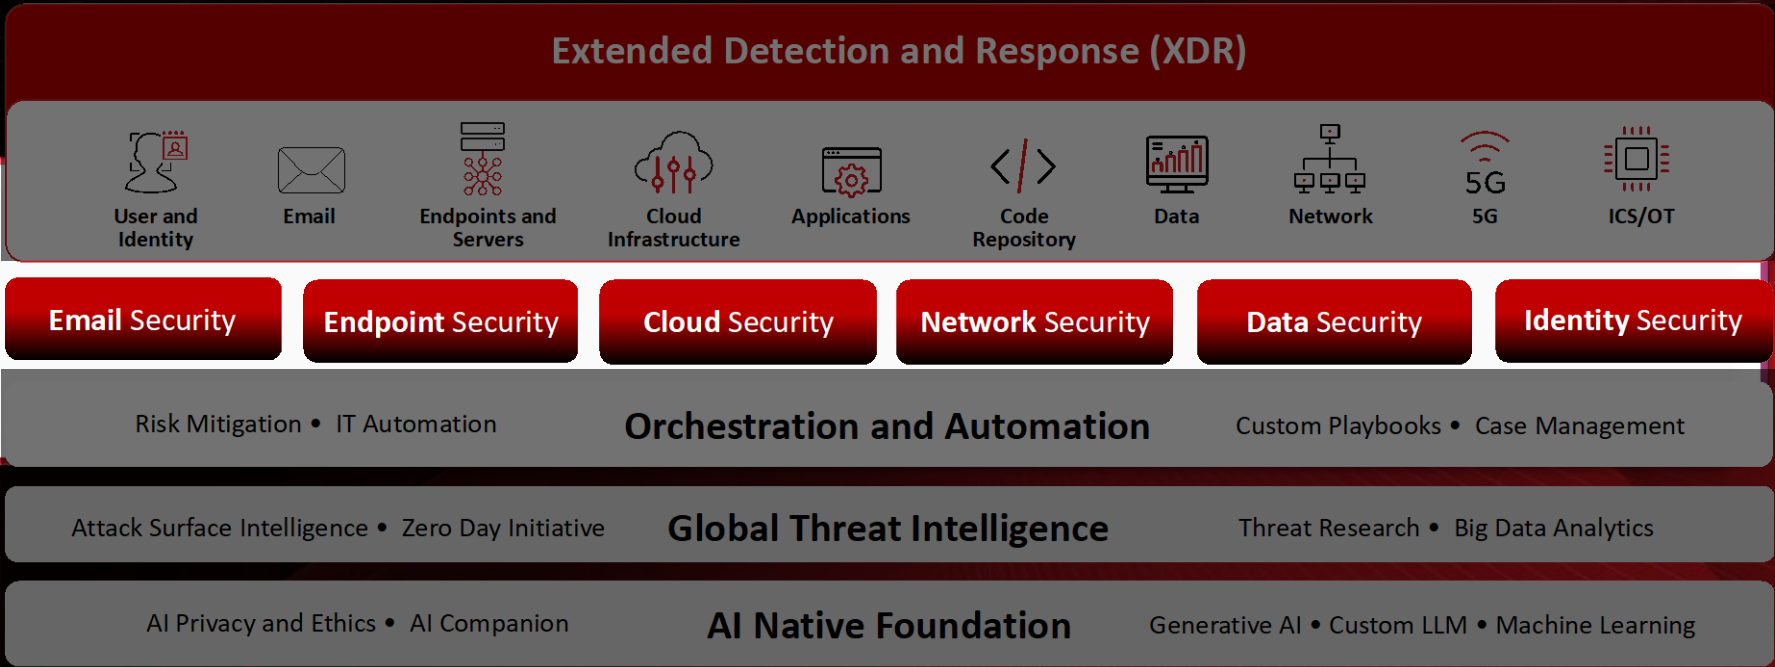 Extended Detection and Response (XDR)
5G
User and
Identity
Email
Endpoints and
Servers
Cloud
Infrastructure
Applications
Code
Repository
Data
Network
5G
ICS/OT
Email Security
Endpoint Security
Cloud Security
Network Security
Data Security
Identity Security
Risk Mitigation • IT Automation
Orchestration and Automation
Custom Playbooks • Case Management
Attack Surface Intelligence • Zero Day Initiative
Global Threat Intelligence
Threat Research • Big Data Analytics
AI Privacy and Ethics • AI Companion
AI Native Foundation
Generative AI • Custom LLM • Machine Learning